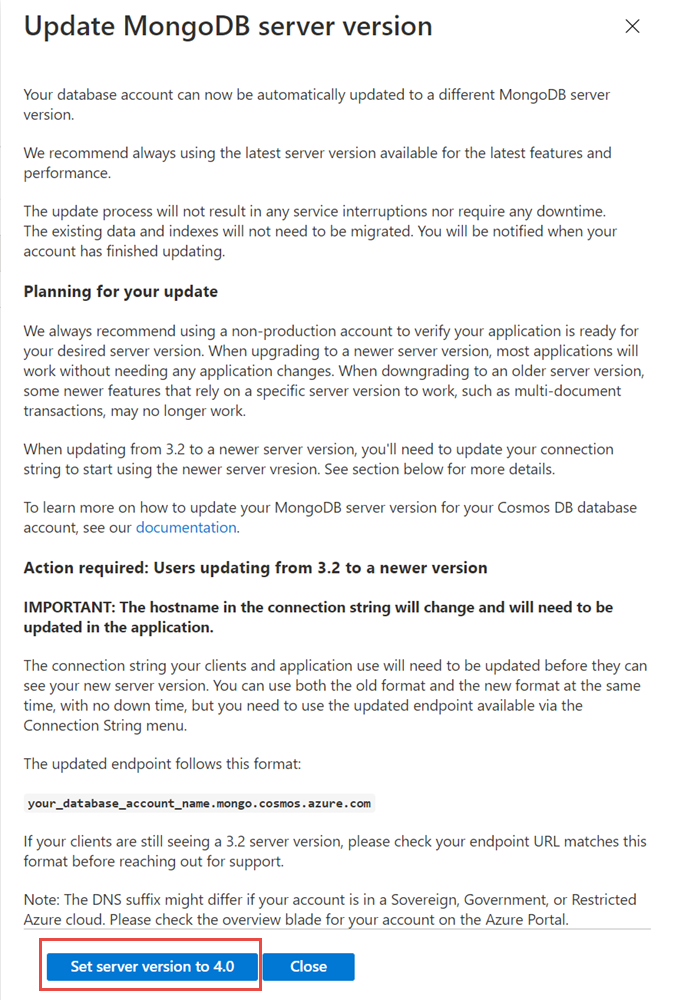 Update MongoDB server version
Your database account can now be automatically updated to a different MongoDB server
version.
We recommend always using the latest server version available for the latest features and
performance.
The update process will not result in any service interruptions nor require any downtime.
The existing data and indexes will not need to be migrated. You will be notified when your
account has finished updating.
Planning for your update
We always recommend using a non-production account to verify your application is ready for
your desired server version. When upgrading to a newer server version, most applications will
work without needing any application changes. When downgrading to an older server version,
some newer features that rely on a specific server version to work, such as multi-document
transactions, may no longer work.
When updating from 3.2 to a newer server version, you'll need to update your connection
string to start using the newer server vresion. See section below for more details.
To learn more on how to update your MongoDB server version for your Cosmos DB database
account, see our documentation.
Action required: Users updating from 3.2 to a newer version
IMPORTANT: The hostname in the connection string will change and will need to be
updated in the application.
The connection string your clients and application use will need to be updated before they can
see your new server version. You can use both the old format and the new format at the same
time, with no down time, but you need to use the updated endpoint available via the
Connection String menu.
The updated endpoint follows this format:
your_database_account_name.mongo.cosmos.azure.com
If your clients are still seeing a 3.2 server version, please check your endpoint URL matches this
format before reaching out for support.
Note: The DNS suffix might differ if your account is in a Sovereign, Government, or Restricted
Azure cloud. Please check the overview blade for your account on the Azure Portal.
Set server version to 4.0
Close